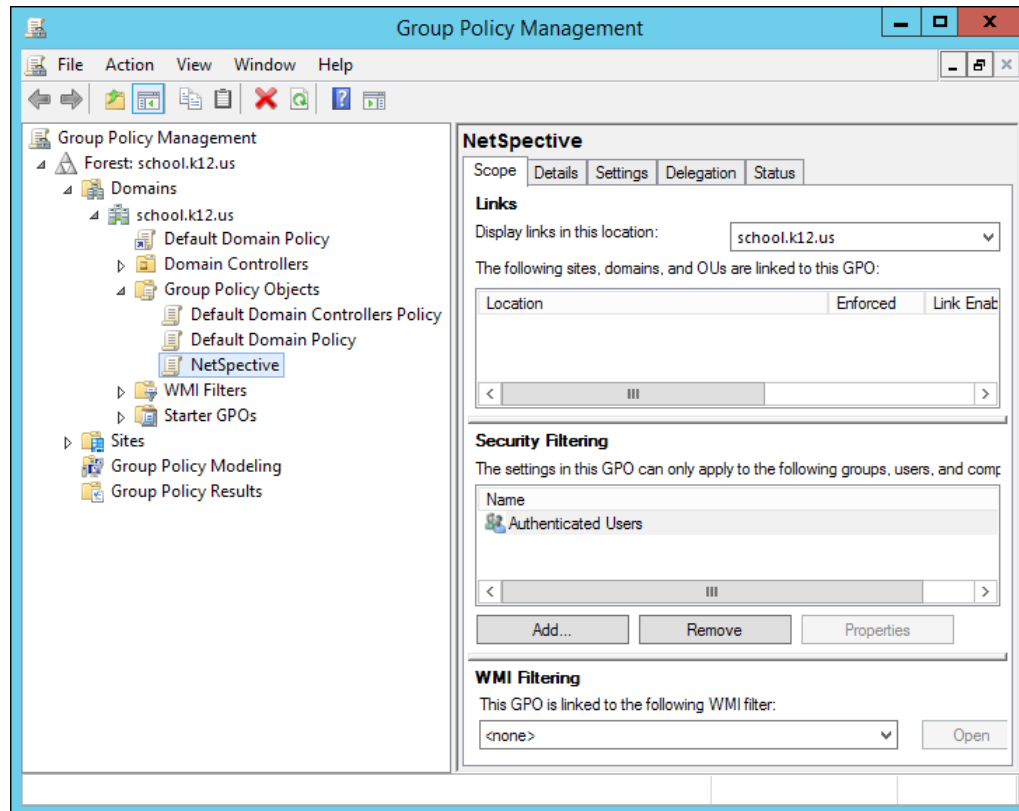 Group Policy Management
File Action View Window Help
Group Policy Management
Forest: school.k12.us
Domains
school.k12.us
Default Domain Policy
Domain Controllers
Group Policy Objects
Default Domain Controllers Policy
Default Domain Policy
NetSpective
WMI Filters
Starter GPOs
Sites
Group Policy Modeling
Group Policy Results
NetSpective
Scope Details Settings Delegation Status
Links
Display links in this location: school.k12.us
The following sites, domains, and OUs are linked to this GPO:
Location Enforced Link Enab
Security Filtering
The settings in this GPO can only apply to the following groups, users, and comp
Name
Authenticated Users
Add... Remove Properties
WMI Filtering
This GPO is linked to the following WMI filter:
<none> Open